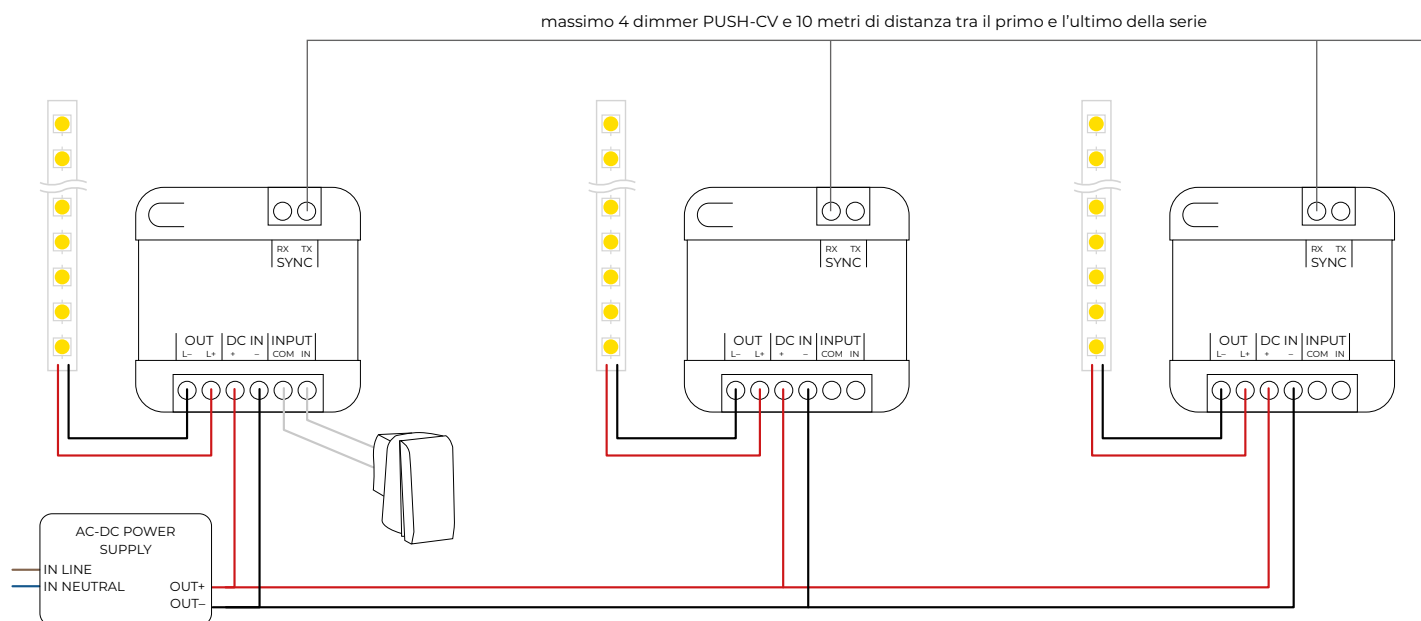 massimo 4 dimmer PUSH-CV e 10 metri di distanza tra il primo e l’ultimo della serie
RX TX
SYNC
RX TX
SYNC
RX TX
SYNC
OUT DC IN INPUT
L– L+ + – COM IN
OUT DC IN INPUT
L– L+ + – COM IN
OUT DC IN INPUT
L– L+ + – COM IN
AC-DC POWER
SUPPLY
IN LINE
IN NEUTRAL
OUT+
OUT–